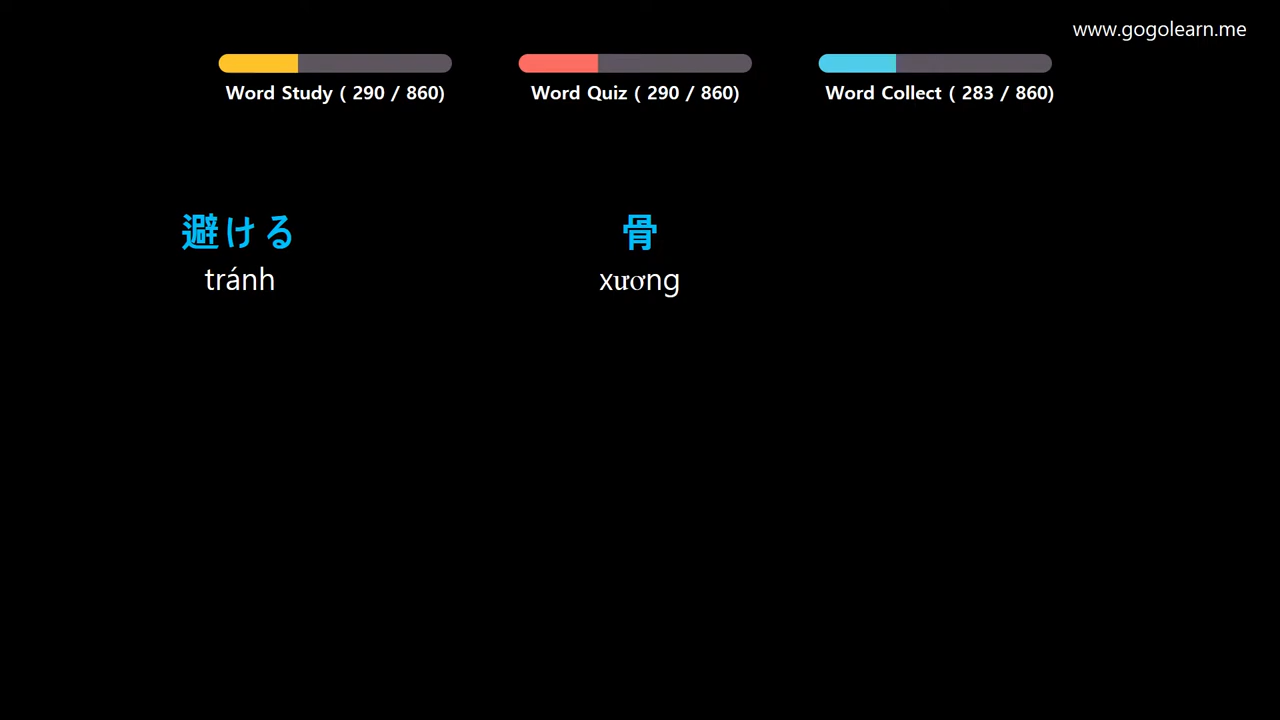 www.gogolearn.me
Word Study ( 290 / 860)
Word Quiz ( 290 / 860)
Word Collect ( 283 / 860)
避ける
tránh
骨
xương